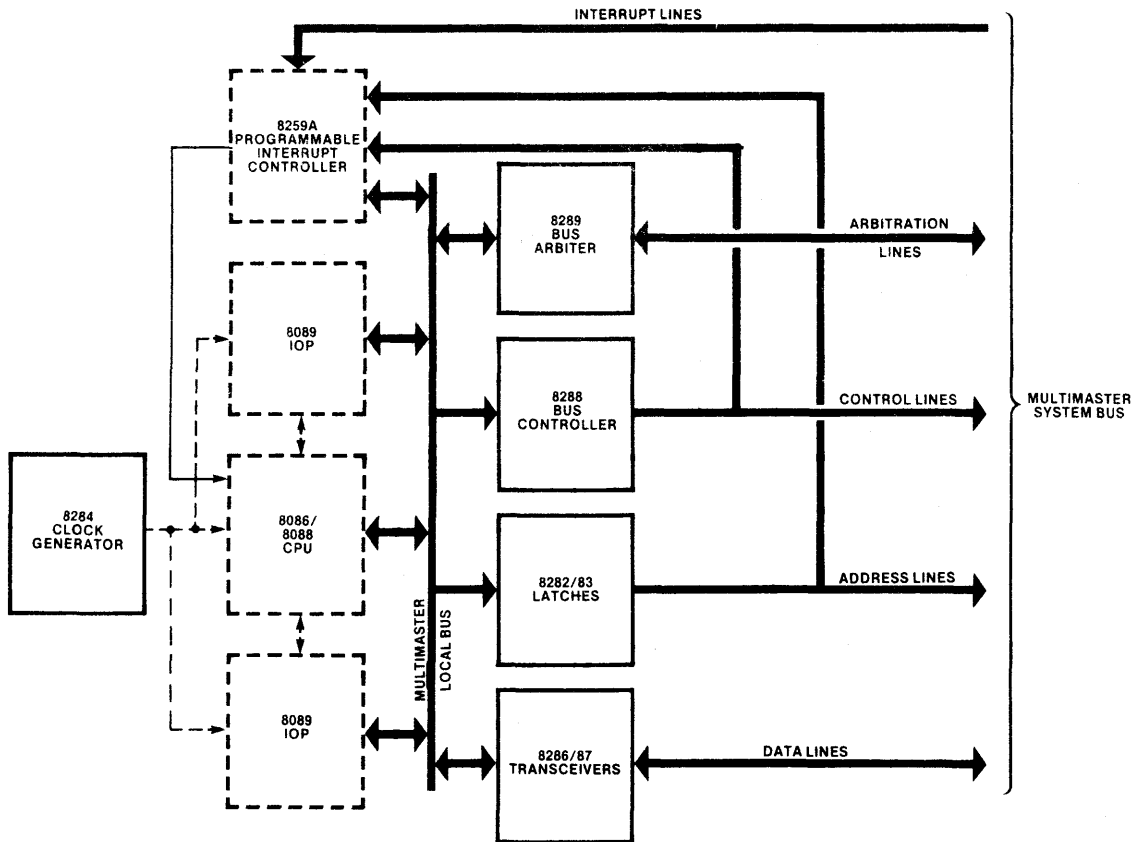 INTERRUPT LINES
8259A
PROGRAMMABLE
INTERRUPT
CONTROLLER
8289
BUS
ARBITER
ARBITRATION
LINES
8089
IOP
8288
BUS
CONTROLLER
CONTROL LINES
MULTIMASTER
SYSTEM BUS
8284
CLOCK
GENERATOR
8086/
8088
CPU
8282/83
LATCHES
ADDRESS LINES
MULTIMASTER
LOCAL BUS
8089
IOP
8286/87
TRANSCEIVERS
DATA LINES